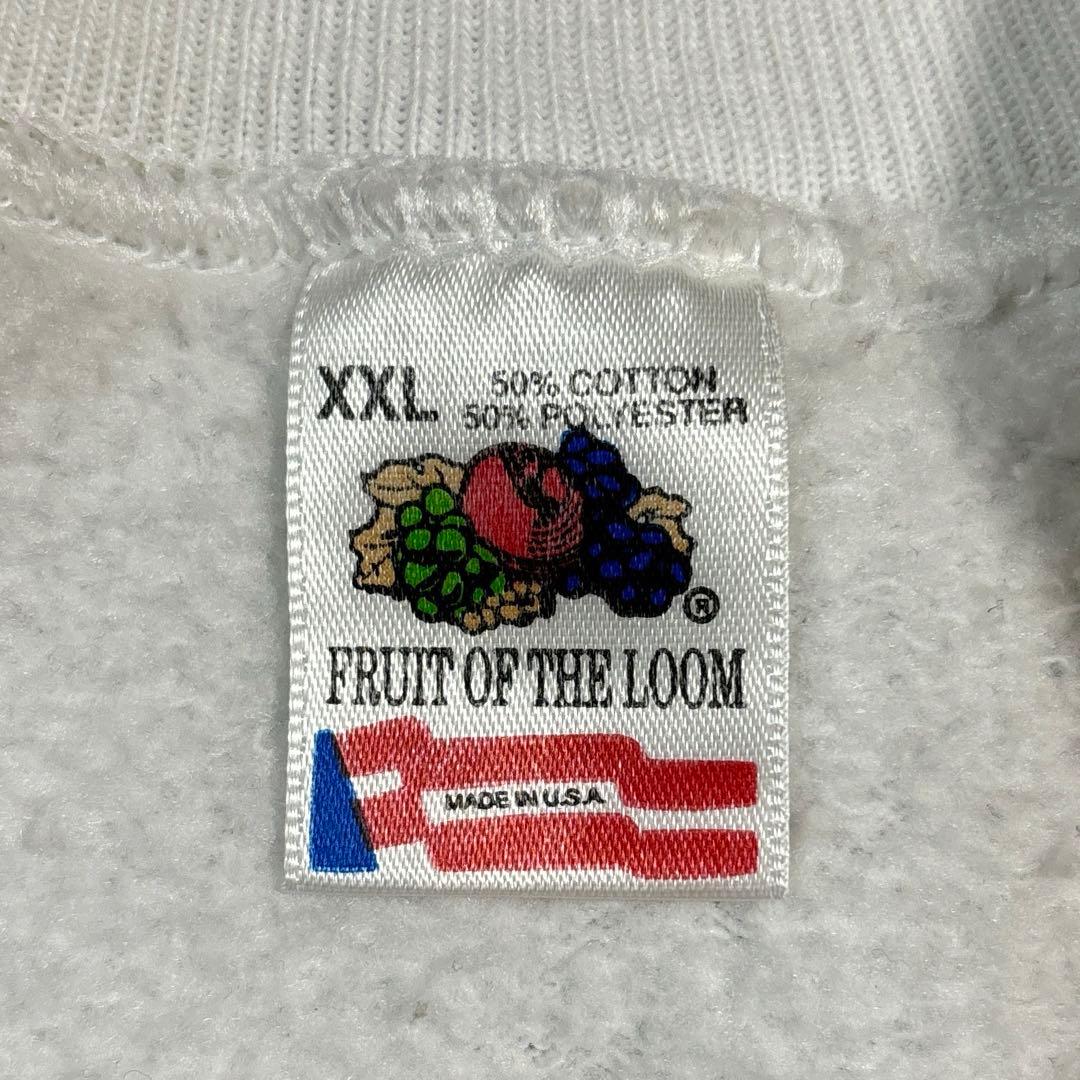 XXL
50% COTTON
50% POLYESTER
®
FRUIT OF THE LOOM
MADE IN U.S.A